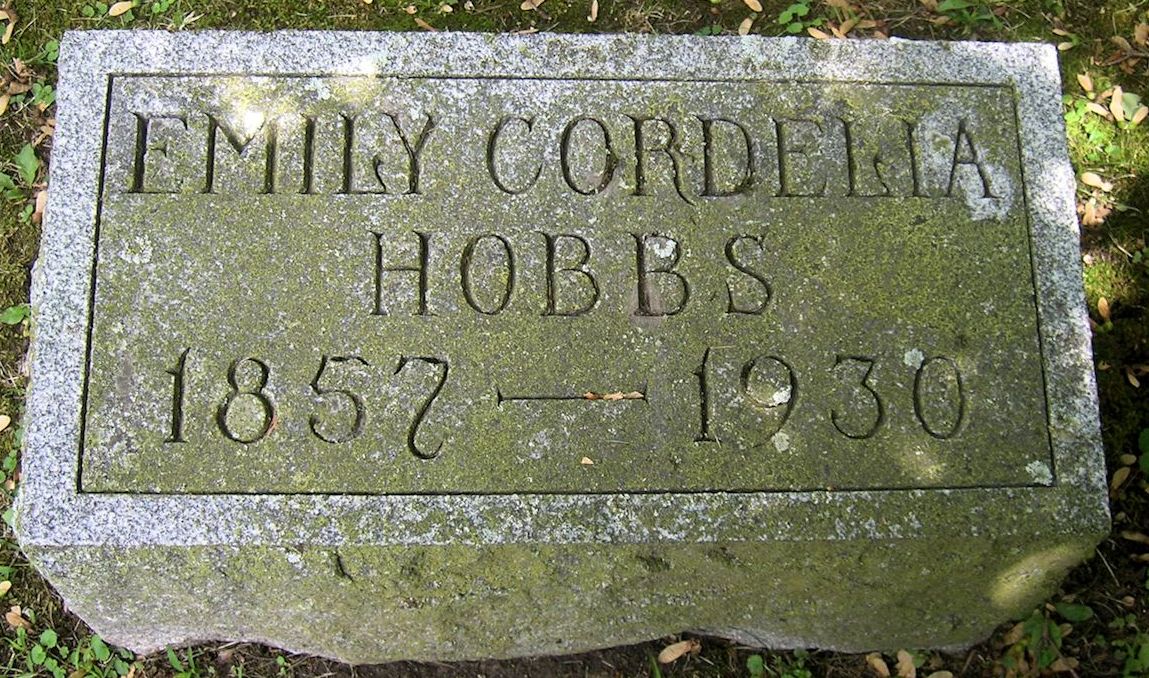 EMILY CORDELIA
HOBBS
1857 — 1930